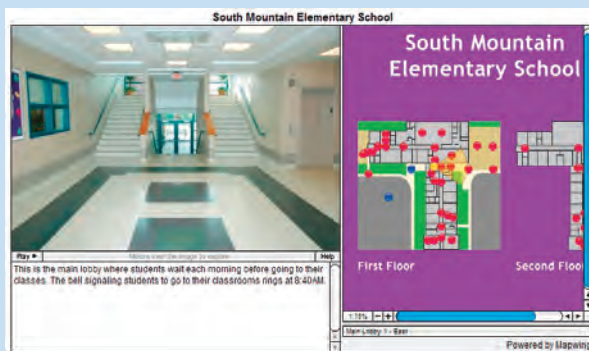 South Mountain Elementary School
South Mountain
Elementary School
First Floor
Second Floo
Play
Move over the image to explore
Help
This is the main lobby where students wait each morning before going to their
classes. The bell signaling students to go to their classrooms rings at 8:40AM.
Main Lobby 1 - East
Powered by Mapwing